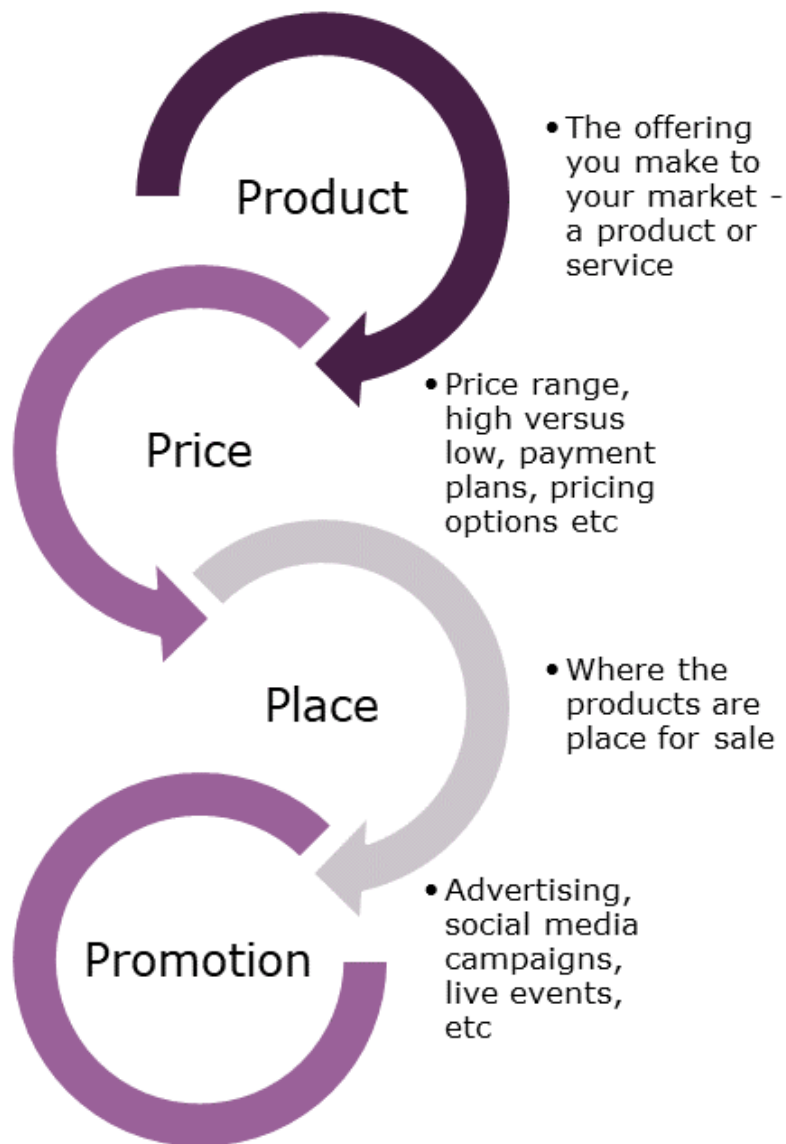 Product
• The offering
you make to
your market -
a product or
service
Price
• Price range,
high versus
low, payment
plans, pricing
options etc
Place
• Where the
products are
place for sale
Promotion
• Advertising,
social media
campaigns,
live events,
etc